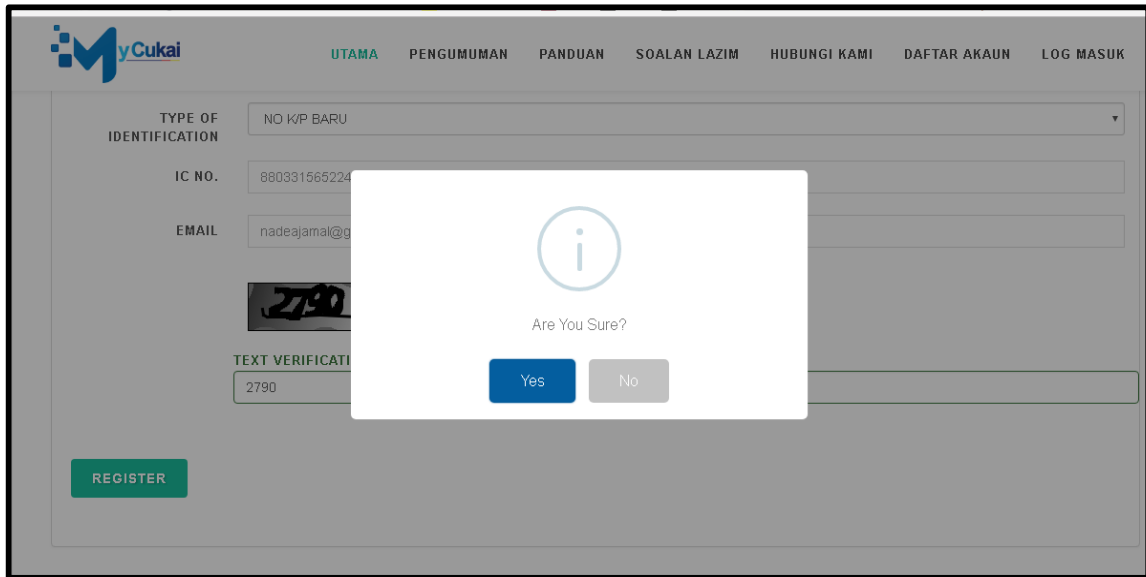 MyCukai
UTAMA PENGUMUMAN PANDUAN SOALAN LAZIM HUBUNGI KAMI DAFTAR AKAUN LOG MASUK
TYPE OF
IDENTIFICATION
NO K/P BARU
IC NO.
880331565224
EMAIL
nadeajamal@g
2790
Are You Sure?
TEXT VERIFICATI
2790
Yes No
REGISTER